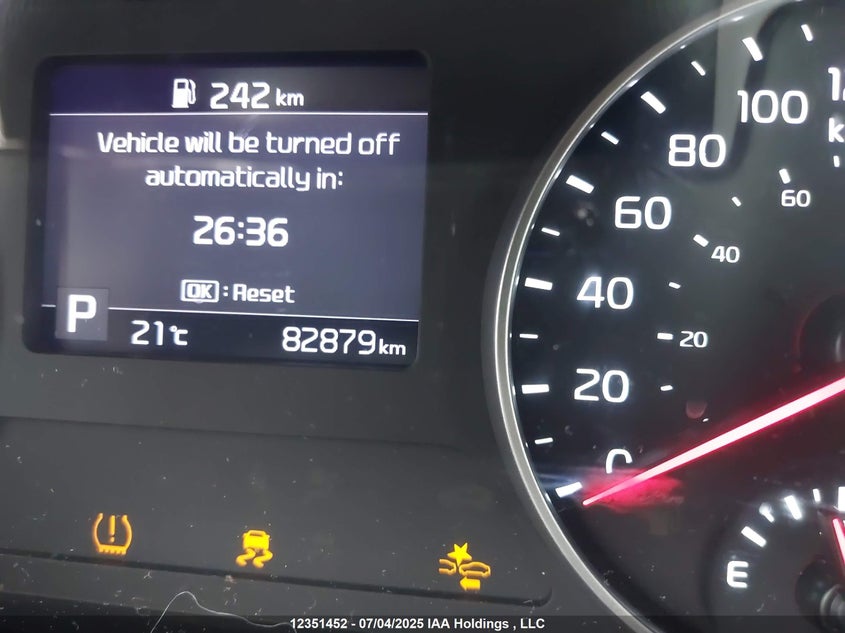 242 km
Vehicle will be turned off
automatically in:
26:36
OK : Reset
P
21℃
82879 km
100
80
60
40
20
60
40
20
E
12351452 - 07/04/2025 IAA Holdings , LLC